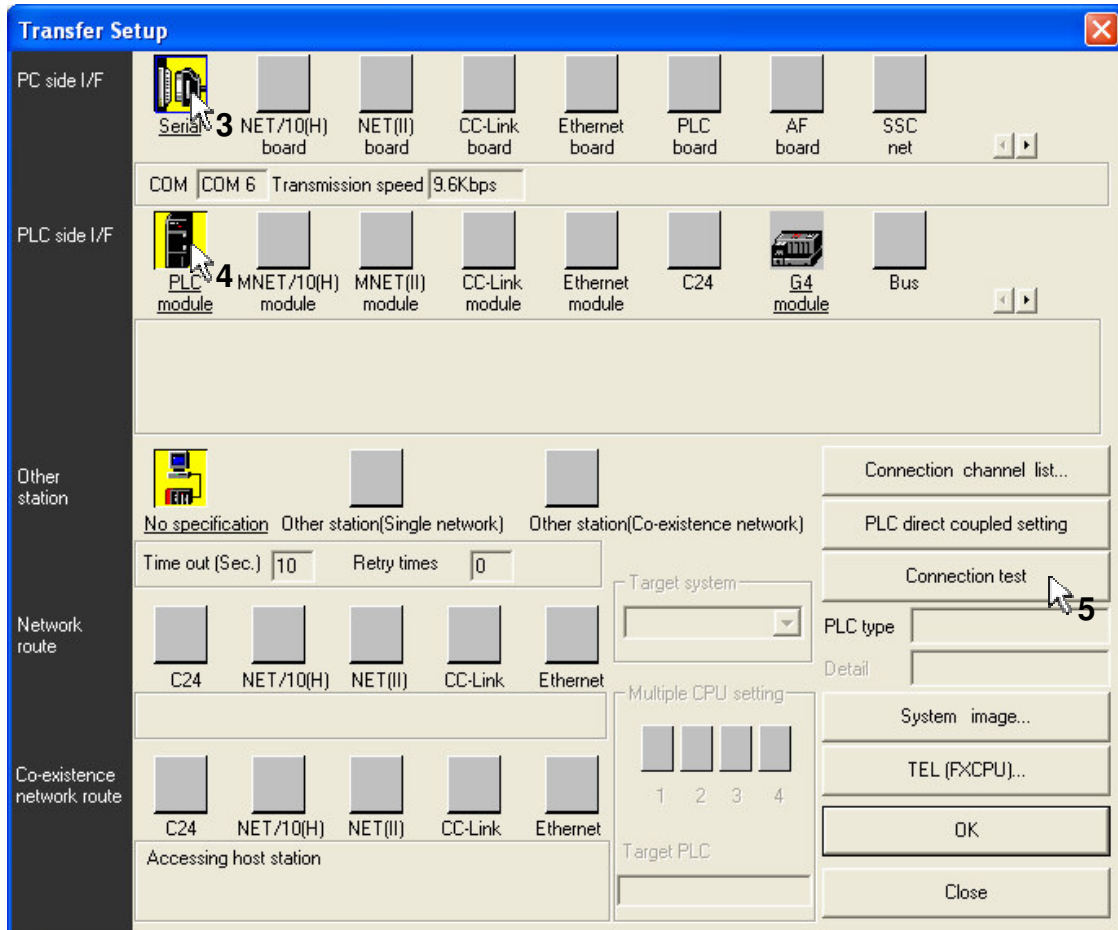 Transfer Setup
PC side I/F
Serial 3 NET/10(H) NET(II) CC-Link Ethernet PLC AF SSC
board board board board board board net
COM COM 6 Transmission speed 9.6Kbps
PLC side I/F
PLC 4 MNET/10(H) MNET(II) CC-Link Ethernet C24 G4 Bus
module module module module module module
Other
station
No specification Other station(Single network) Other station(Co-existence network)
Connection channel list...
PLC direct coupled setting
Time out (Sec.) 10 Retry times 0
Target system
Connection test 5
PLC type
Detail
Network
route
C24 NET/10(H) NET(II) CC-Link Ethernet
Multiple CPU setting
1 2 3 4
System image...
TEL (FXCPU)...
Co-existence
network route
C24 NET/10(H) NET(II) CC-Link Ethernet
Accessing host station
Target PLC
OK
Close